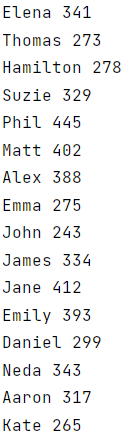 Elena 341
Thomas 273
Hamilton 278
Suzie 329
Phil 445
Matt 402
Alex 388
Emma 275
John 243
James 334
Jane 412
Emily 393
Daniel 299
Neda 343
Aaron 317
Kate 265